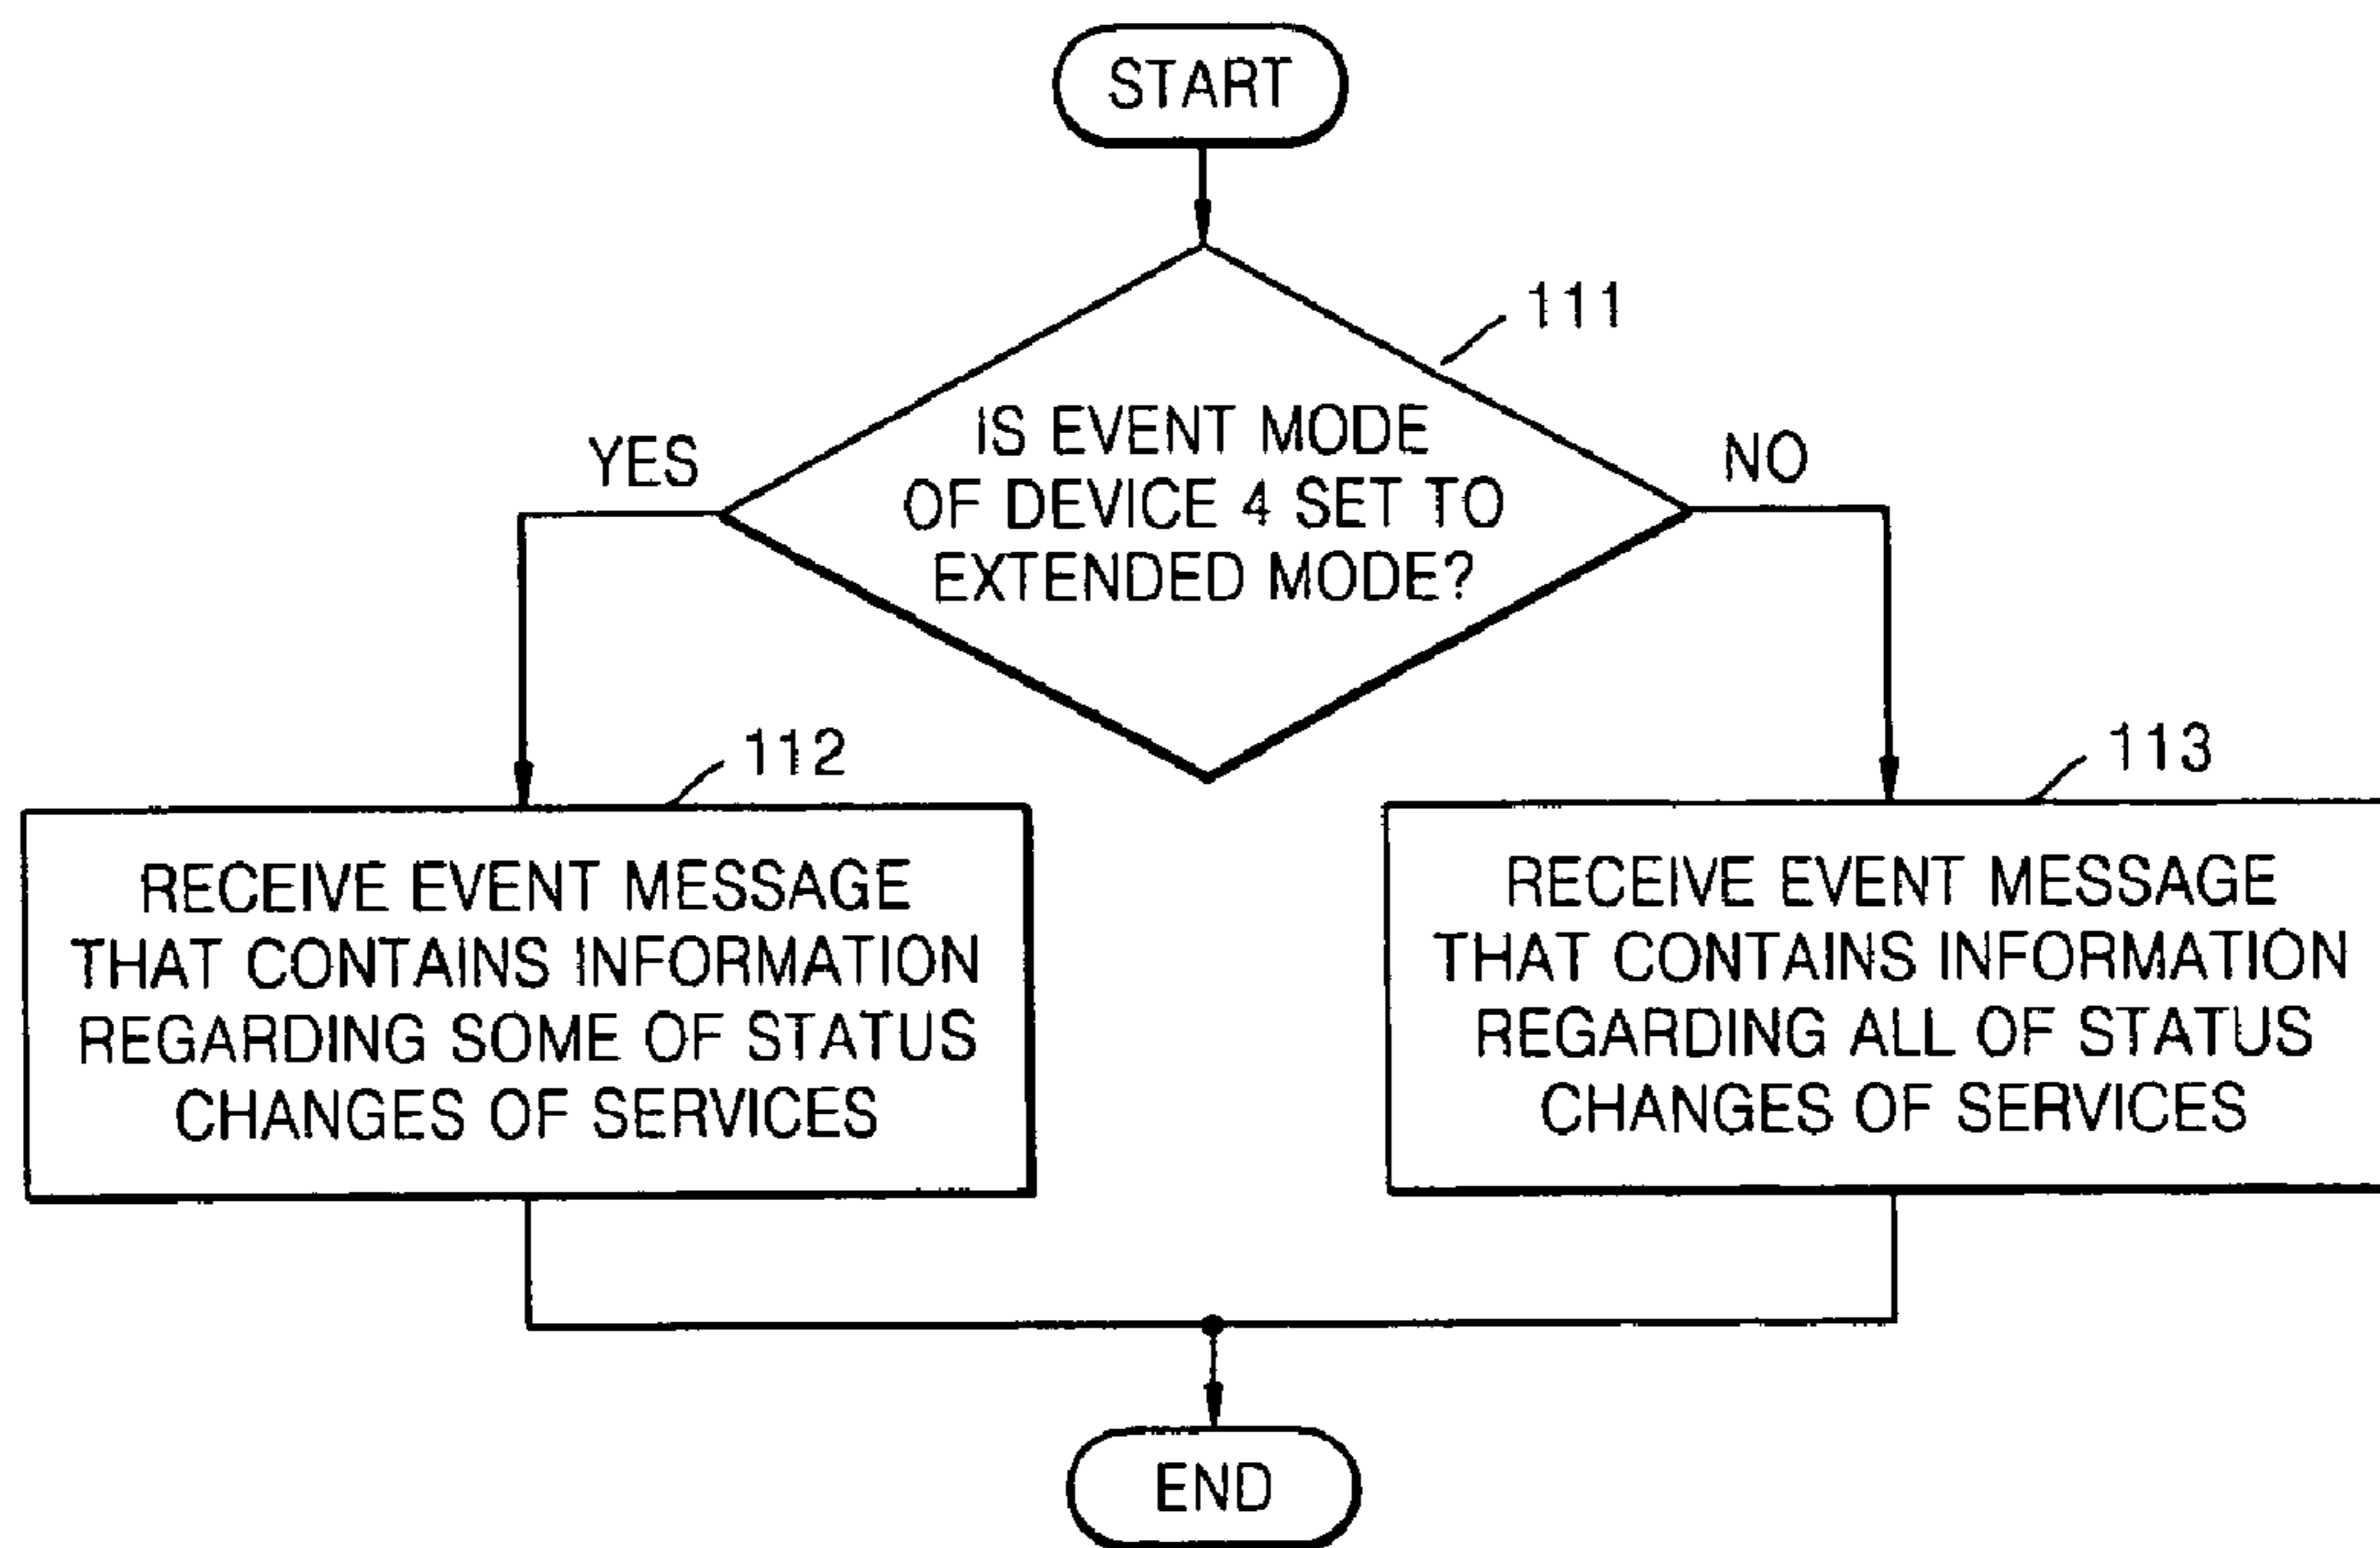 START
111
IS EVENT MODE
OF DEVICE 4 SET TO
EXTENDED MODE?
YES
NO
112
RECEIVE EVENT MESSAGE
THAT CONTAINS INFORMATION
REGARDING SOME OF STATUS
CHANGES OF SERVICES
113
RECEIVE EVENT MESSAGE
THAT CONTAINS INFORMATION
REGARDING ALL OF STATUS
CHANGES OF SERVICES
END